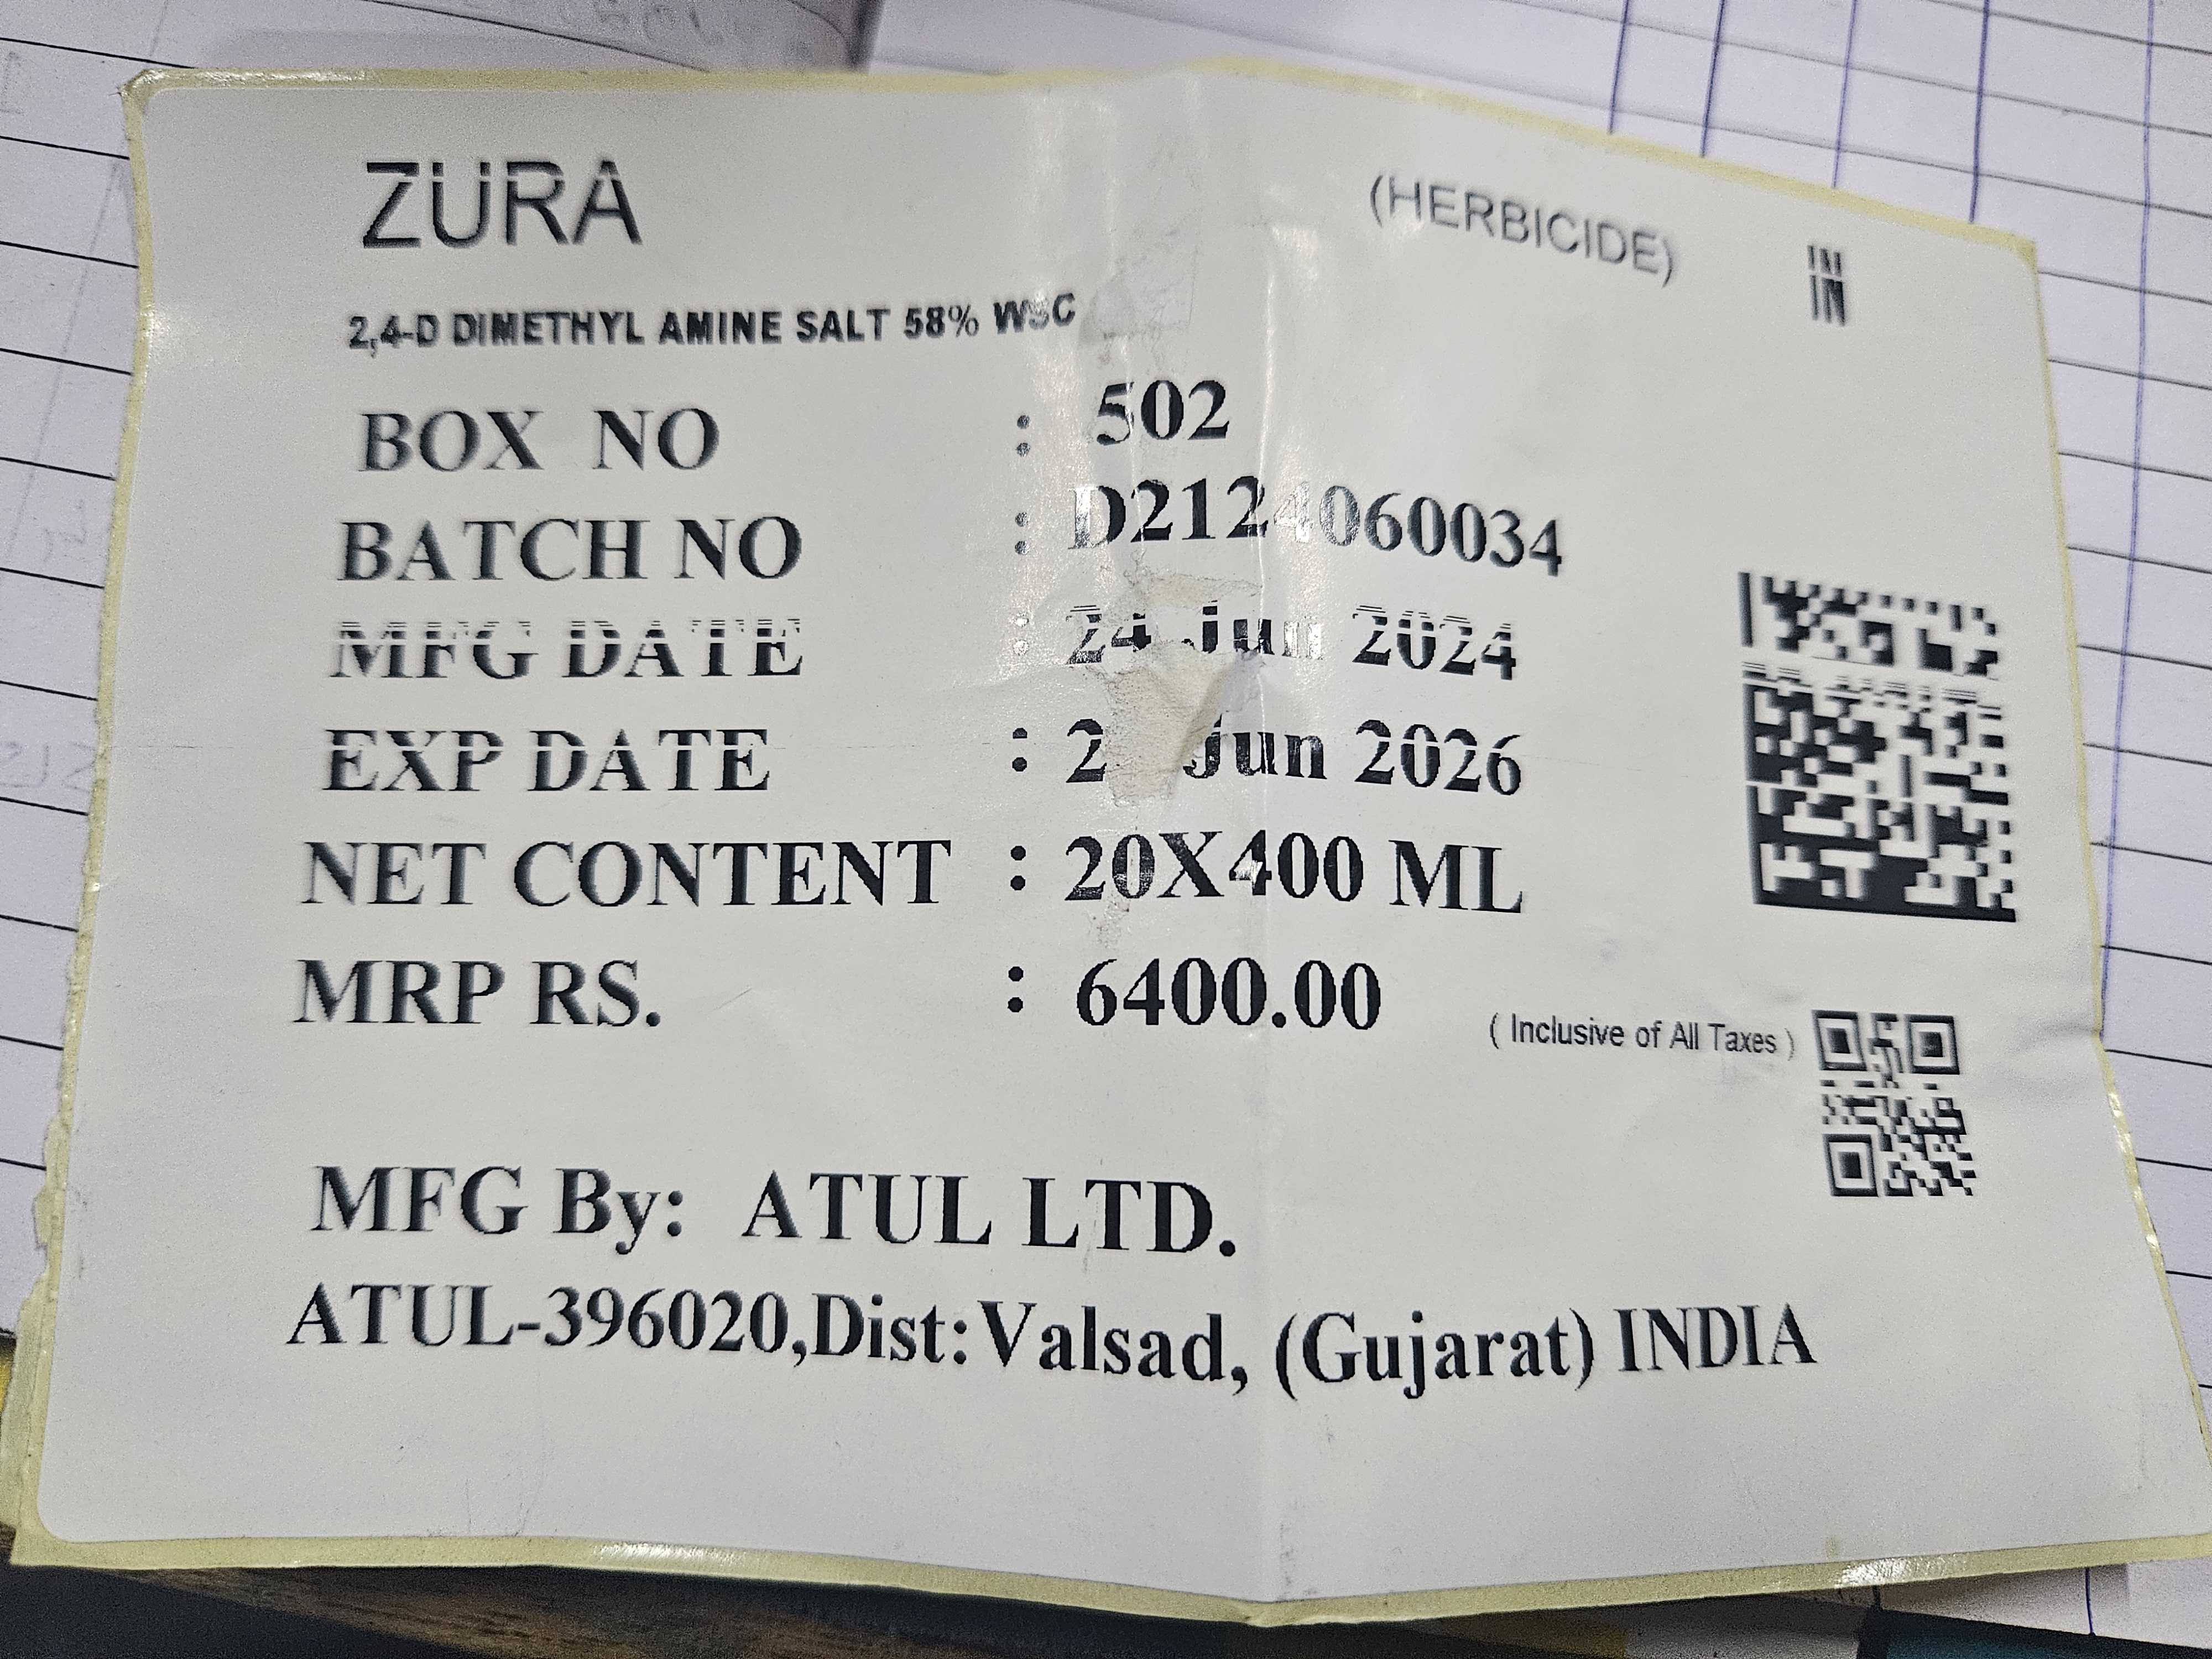 ZURA (HERBICIDE) IN
IN
2,4-D DIMETHYL AMINE SALT 58% WSC
BOX NO : 502
BATCH NO : D2124060034
MFG DATE : 24 Jun 2024
EXP DATE : Jun 2026
NET CONTENT : 20X400 ML
MRP RS. : 6400.00 ( Inclusive of All Taxes )
MFG By: ATUL LTD.
ATUL-396020,Dist:Valsad, (Gujarat) INDIA